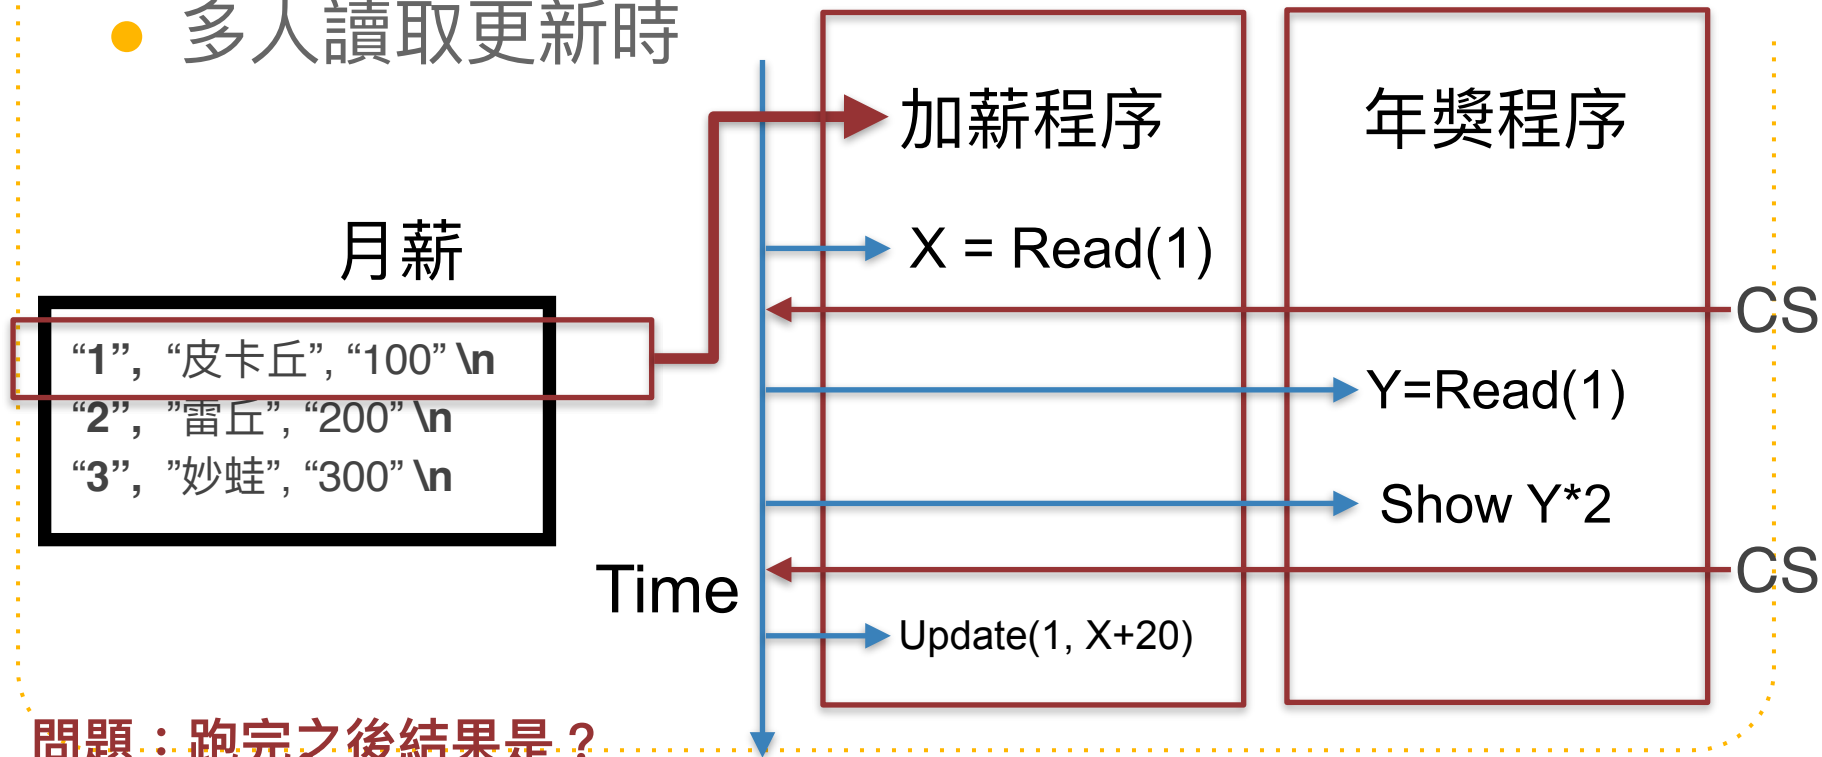 ● 多人讀取更新時
加薪程序
年獎程序
月薪
X = Read(1)
CS
“1”, “皮卡丘”, “100” \n
“2”, ”雷丘”, “200” \n
“3”, ”妙蛙”, “300” \n
Y=Read(1)
Show Y*2
CS
Time
Update(1, X+20)
問題：跑完之後結果是？